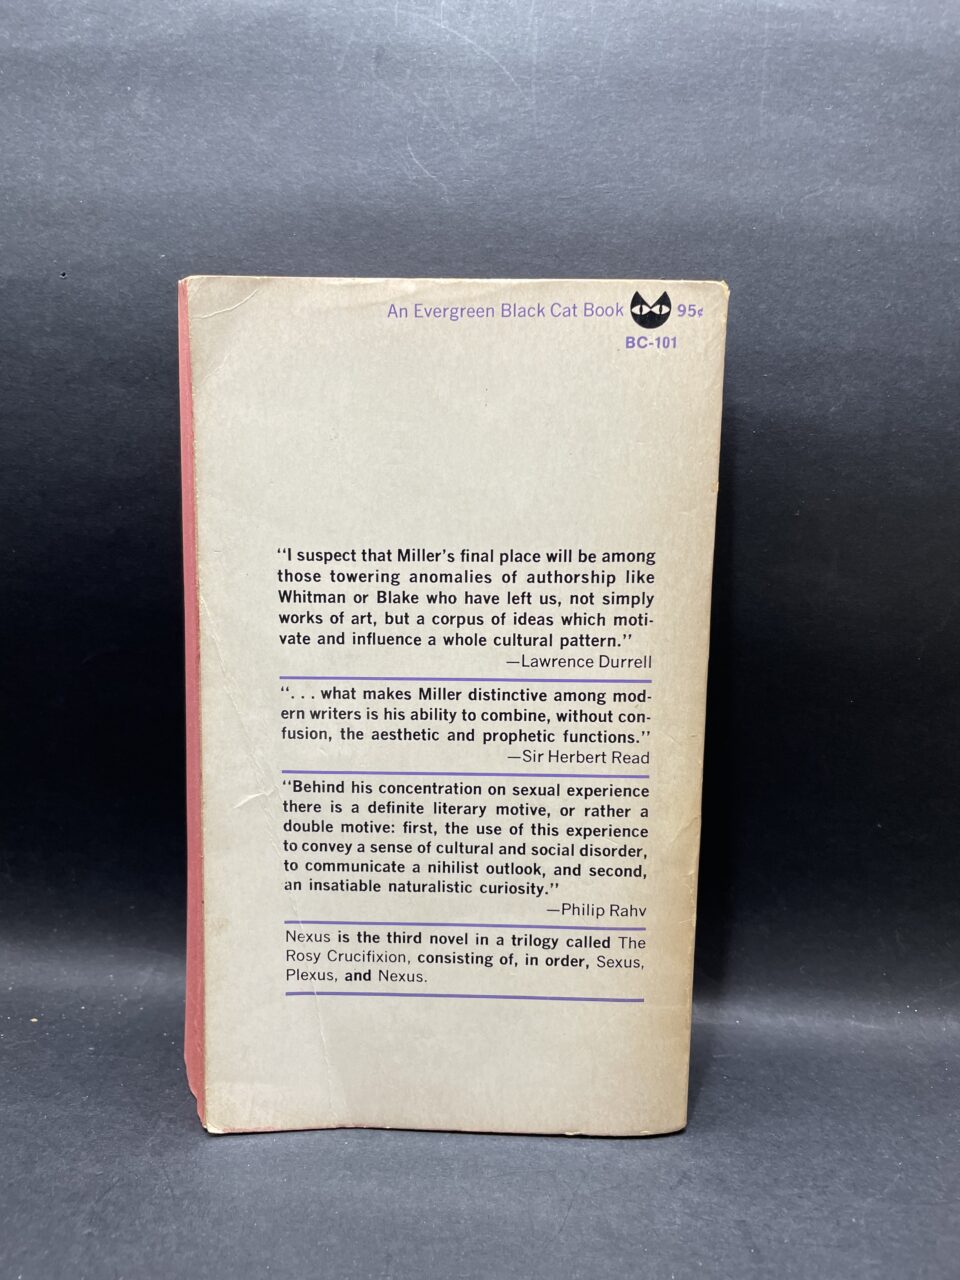 An Evergreen Black Cat Book 95¢
BC-101
“I suspect that Miller’s final place will be among
those towering anomalies of authorship like
Whitman or Blake who have left us, not simply
works of art, but a corpus of ideas which moti-
vate and influence a whole cultural pattern.”
—Lawrence Durrell
“. . . what makes Miller distinctive among mod-
ern writers is his ability to combine, without con-
fusion, the aesthetic and prophetic functions.”
—Sir Herbert Read
“Behind his concentration on sexual experience
there is a definite literary motive, or rather a
double motive: first, the use of this experience
to convey a sense of cultural and social disorder,
to communicate a nihilist outlook, and second,
an insatiable naturalistic curiosity.”
—Philip Rahv
Nexus is the third novel in a trilogy called The
Rosy Crucifixion, consisting of, in order, Sexus,
Plexus, and Nexus.